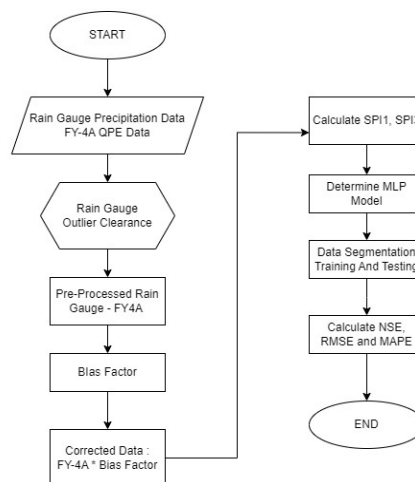 START
Rain Gauge Precipitation Data
FY-4A QPE Data
Rain Gauge
Outlier Clearance
Pre-Processed Rain
Gauge - FY4A
BIas Factor
Corrected Data :
FY-4A * Bias Factor
Calculate SPI1, SPI3
Determine MLP
Model
Data Segmentation
Training And Testing
Calculate NSE,
RMSE and MAPE
END